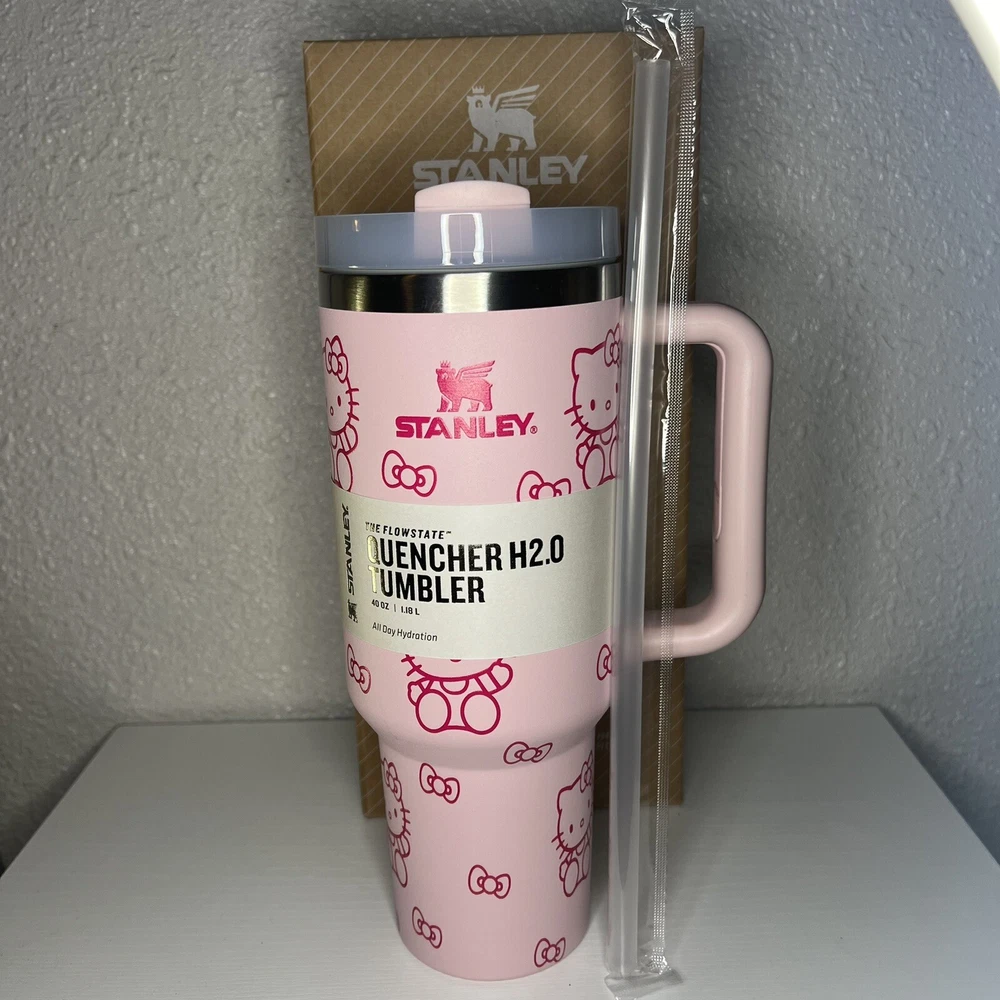 STANLEY
STANLEY®
STANLEY
THE FLOWSTATE™
QUENCHER H2.0
TUMBLER
40 OZ | 1.18 L
All Day Hydration